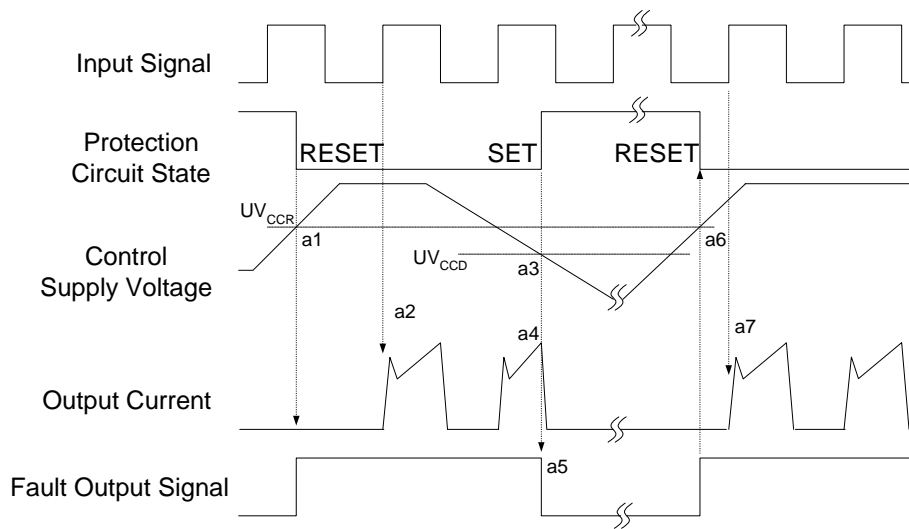 Input Signal
Protection
Circuit State
RESET
SET
RESET
UVCCR
a1
a6
Control
Supply Voltage
UVCCD
a3
a2
a4
a7
Output Current
a5
Fault Output Signal